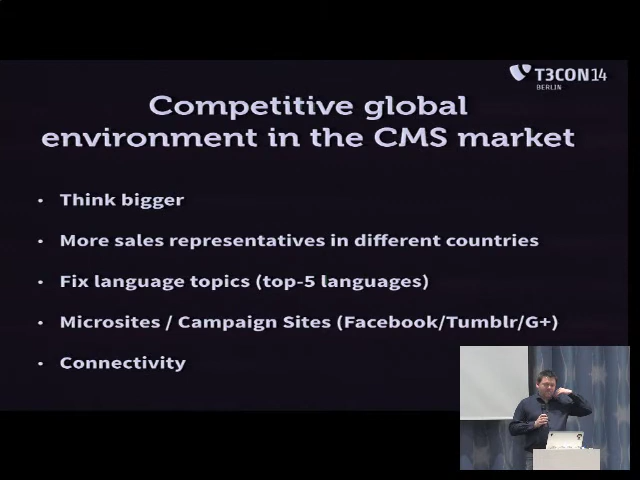 T3CON14
BERLIN
Competitive global
environment in the CMS market
• Think bigger
• More sales representatives in different countries
• Fix language topics (top-5 languages)
• Microsites / Campaign Sites (Facebook/Tumblr/G+)
• Connectivity